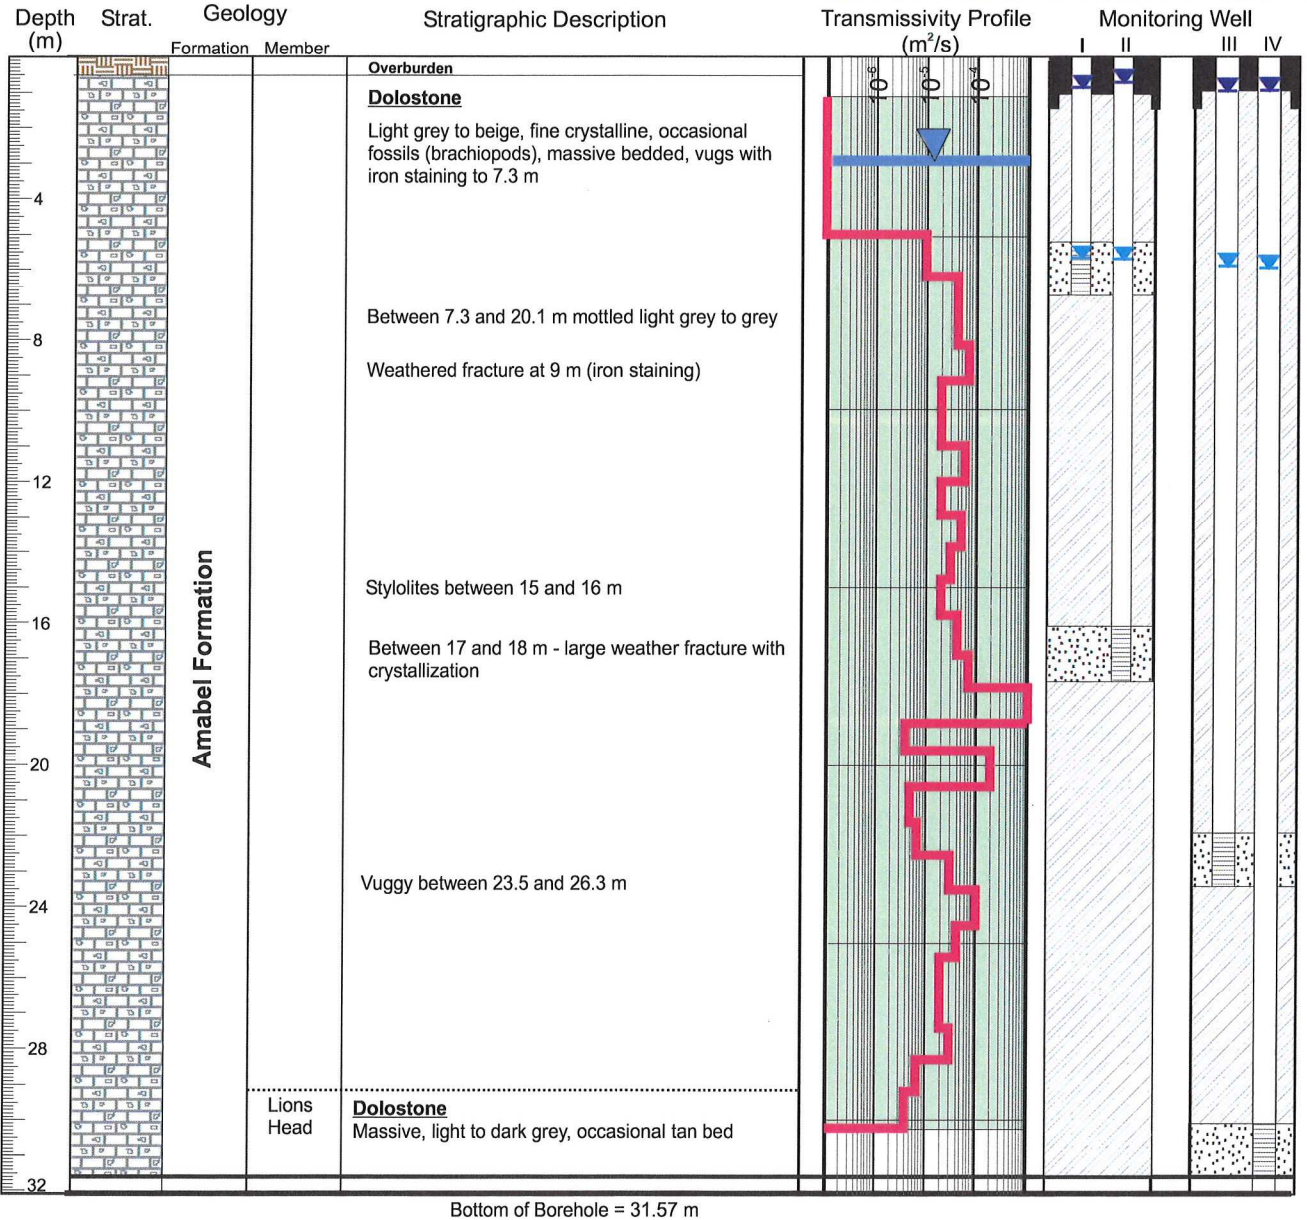 Depth
(m)
Strat.
Geology
Formation Member
Stratigraphic Description
Transmissivity Profile
(m²/s)
Monitoring Well
I II III IV
10⁻⁶ 10⁻⁵ 10⁻⁴
Overburden
Dolostone
Light grey to beige, fine crystalline, occasional
fossils (brachiopods), massive bedded, vugs with
iron staining to 7.3 m
4
Between 7.3 and 20.1 m mottled light grey to grey
8
Weathered fracture at 9 m (iron staining)
12
Amabel Formation
Stylolites between 15 and 16 m
16
Between 17 and 18 m - large weather fracture with
crystallization
20
Vuggy between 23.5 and 26.3 m
24
28
Lions
Head
Dolostone
Massive, light to dark grey, occasional tan bed
32
Bottom of Borehole = 31.57 m